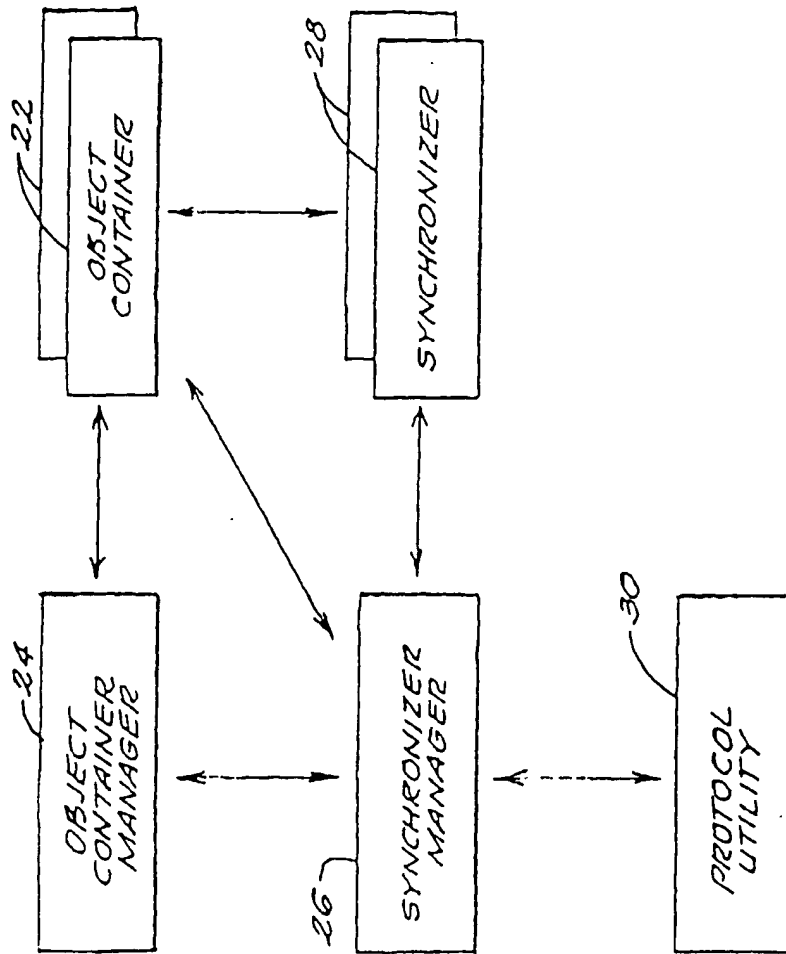 22
OBJECT
CONTAINER
28
SYNCHRONIZER
24
OBJECT
CONTAINER
MANAGER
26
SYNCHRONIZER
MANAGER
30
PROTOCOL
UTILITY